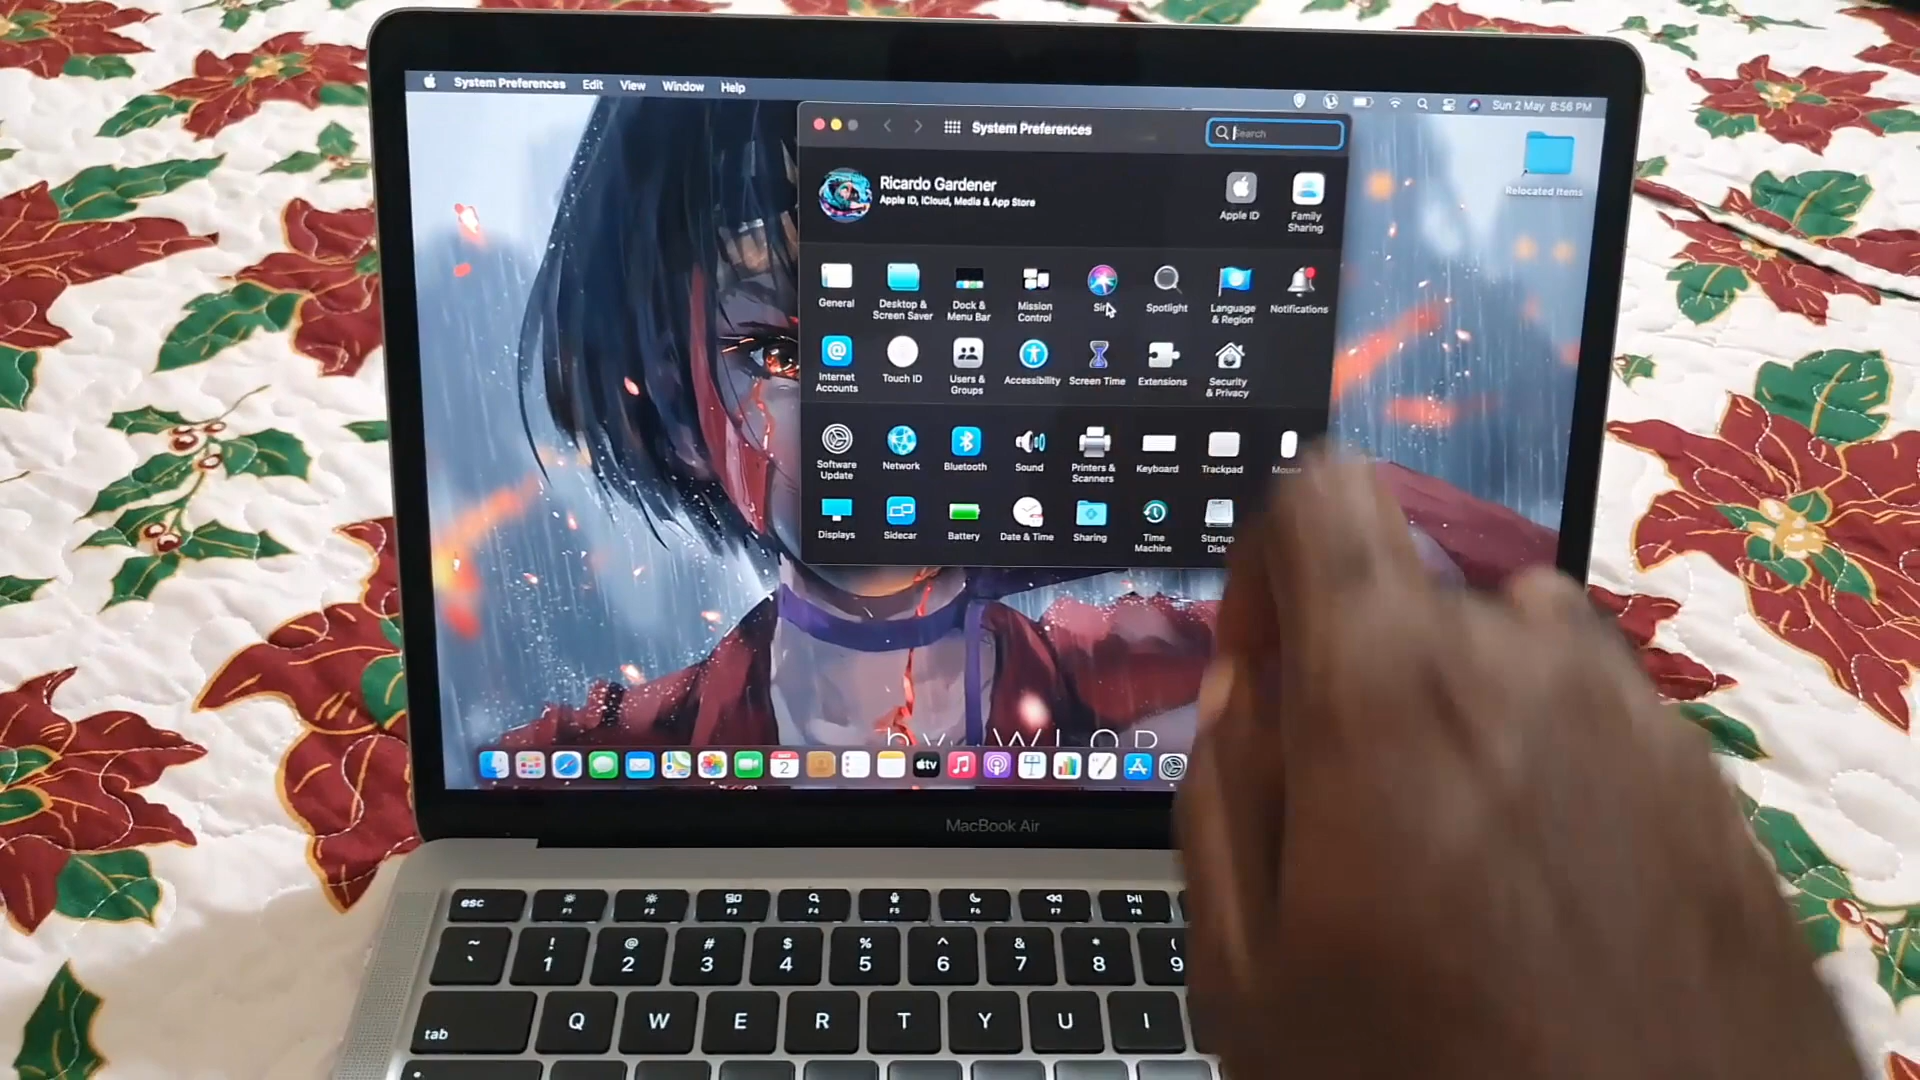 System Preferences Edit View Window Help
Sun 2 May 8:56 PM
System Preferences
Search
Relocated Items
Ricardo Gardener
Apple ID, iCloud, Media & App Store
Apple ID
Family
Sharing
General
Desktop &
Screen Saver
Dock &
Menu Bar
Mission
Control
Siri
Spotlight
Language
& Region
Notifications
Internet
Accounts
Touch ID
Users &
Groups
Accessibility
Screen Time
Extensions
Security
& Privacy
Software
Update
Network
Bluetooth
Sound
Printers &
Scanners
Keyboard
Trackpad
Mouse
Displays
Sidecar
Battery
Date & Time
Sharing
Time
Machine
Startup
Disk
by WLOP
2
tv
MacBook Air
esc F1 F2 F3 F4 F5 F6 F7 F8
~ ! @ # $ % ^ & * (
` 1 2 3 4 5 6 7 8 9
tab Q W E R T Y U I